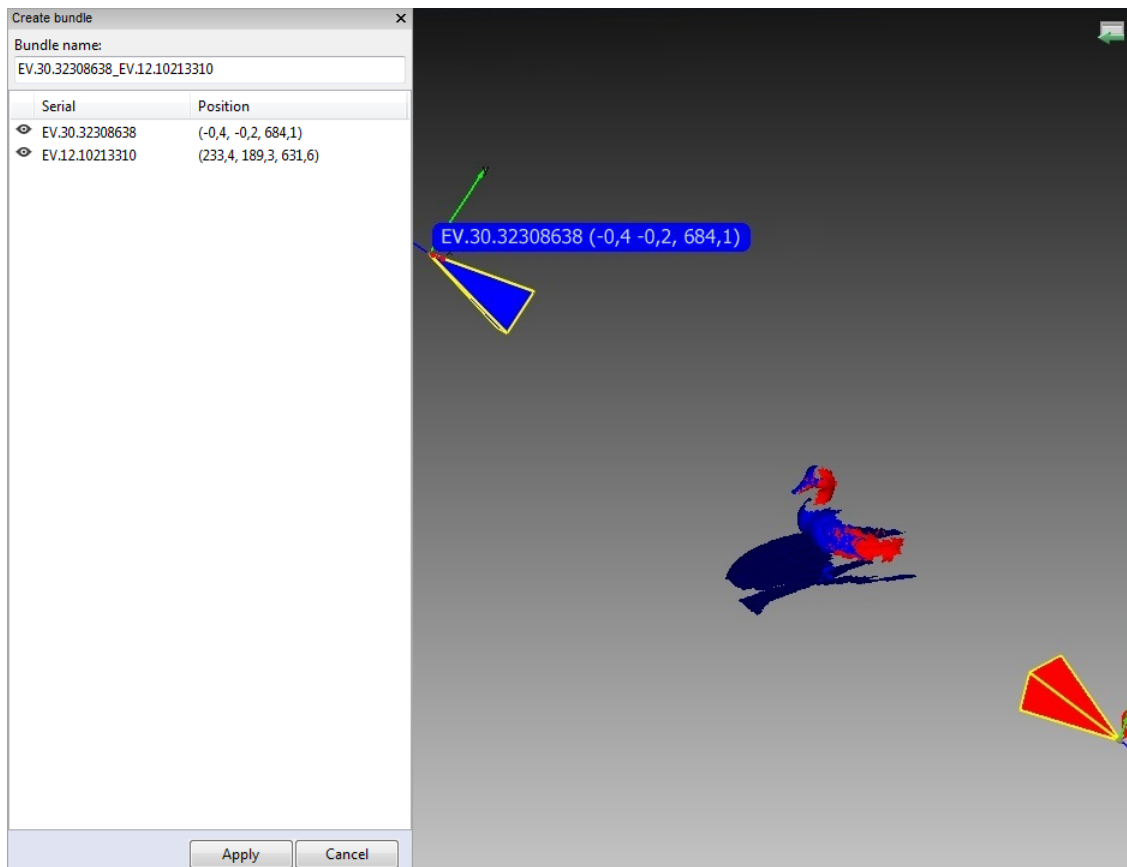 Create bundle
Bundle name:
EV.30.32308638_EV.12.10213310
Serial Position
EV.30.32308638 (-0,4, -0,2, 684,1)
EV.12.10213310 (233,4, 189,3, 631,6)
EV.30.32308638 (-0,4 -0,2, 684,1)
Apply Cancel